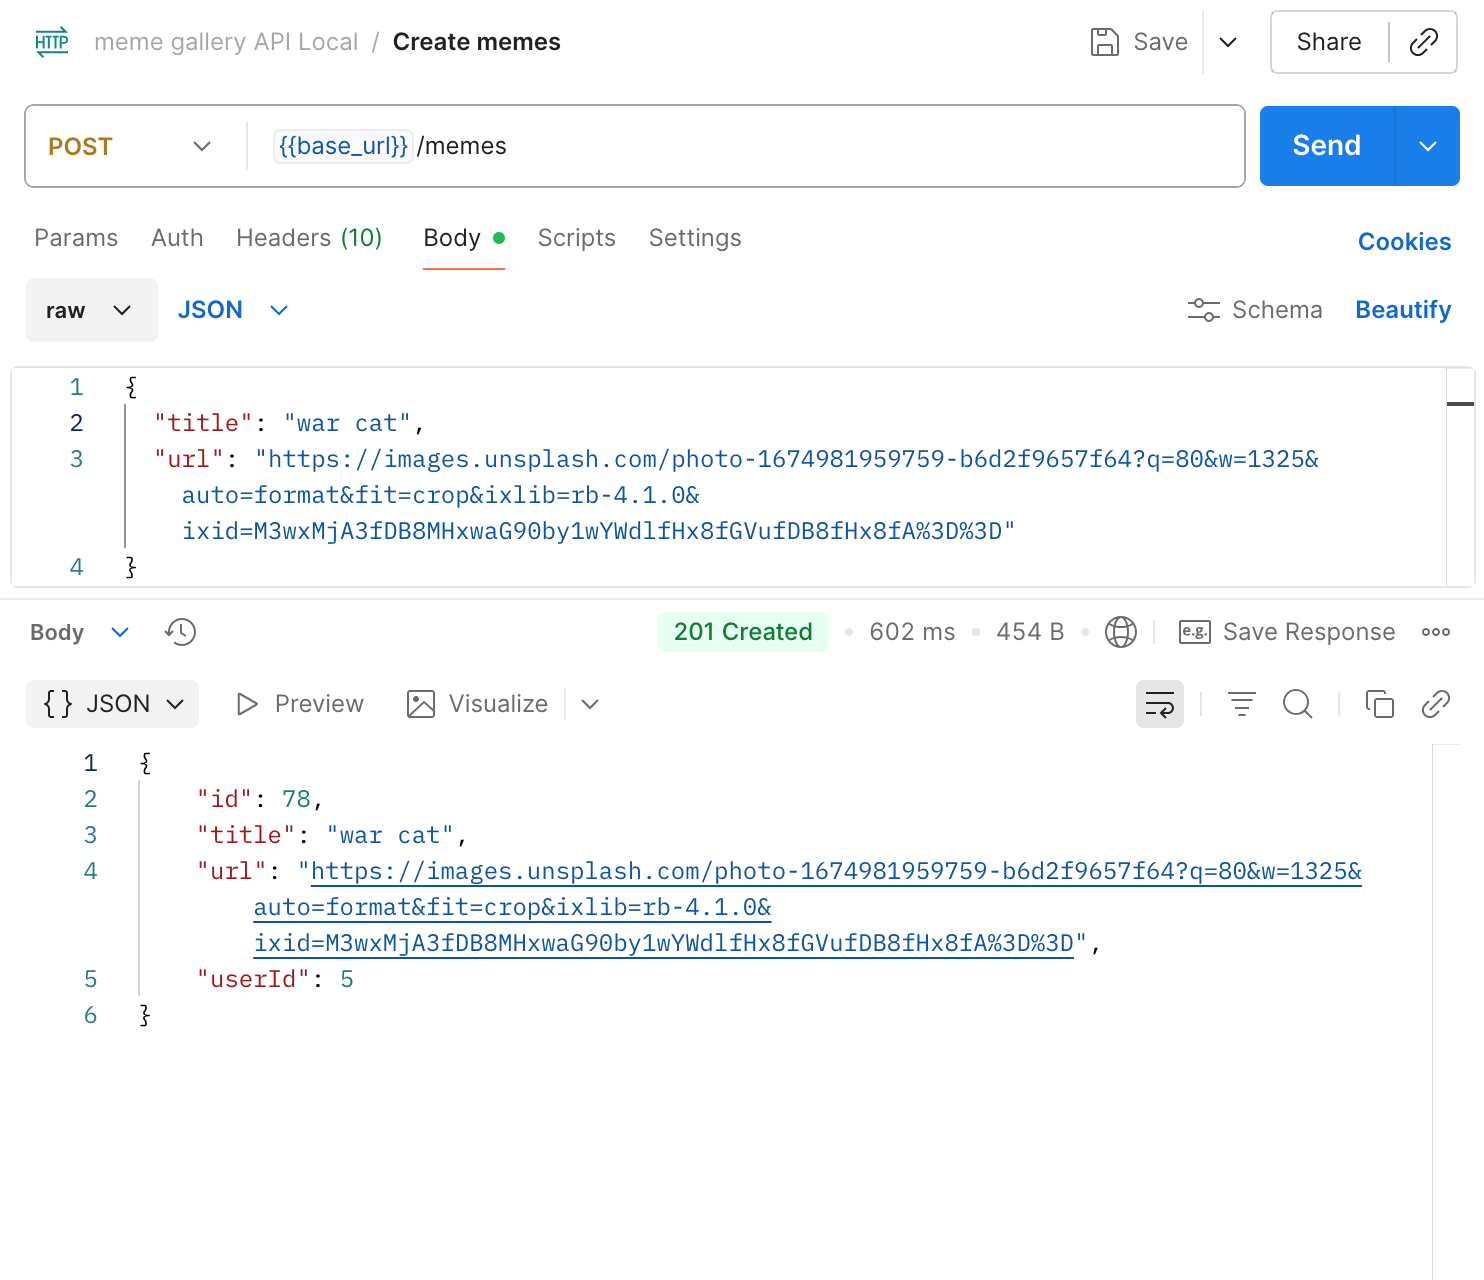 HTTP meme gallery API Local / Create memes Save Share
POST {{base_url}}/memes Send
Params Auth Headers (10) Body Scripts Settings Cookies
raw JSON Schema Beautify
1 {
2 "title": "war cat",
3 "url": "https://images.unsplash.com/photo-1674981959759-b6d2f9657f64?q=80&w=1325&
auto=format&fit=crop&ixlib=rb-4.1.0&
ixid=M3wxMjA3fDB8MHxwaG90by1wYWdlfHx8fGVufDB8fHx8fA%3D%3D"
4 }
Body 201 Created • 602 ms • 454 B • e.g. Save Response
{} JSON Preview Visualize
1 {
2 "id": 78,
3 "title": "war cat",
4 "url": "https://images.unsplash.com/photo-1674981959759-b6d2f9657f64?q=80&w=1325&
auto=format&fit=crop&ixlib=rb-4.1.0&
ixid=M3wxMjA3fDB8MHxwaG90by1wYWdlfHx8fGVufDB8fHx8fA%3D%3D",
5 "userId": 5
6 }